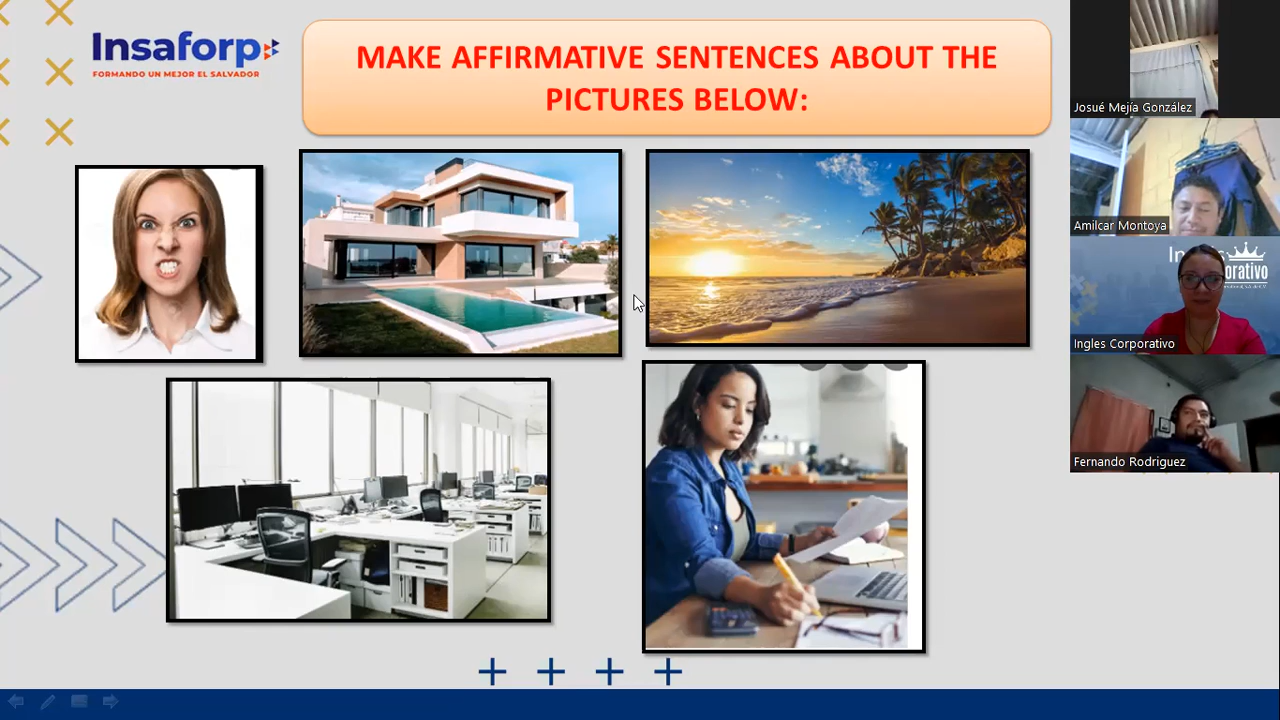 Insaforp
FORMANDO UN MEJOR EL SALVADOR
MAKE AFFIRMATIVE SENTENCES ABOUT THE
PICTURES BELOW:
Josué Mejía González
Amilcar Montoya
Ingles Corporativo
Fernando Rodriguez